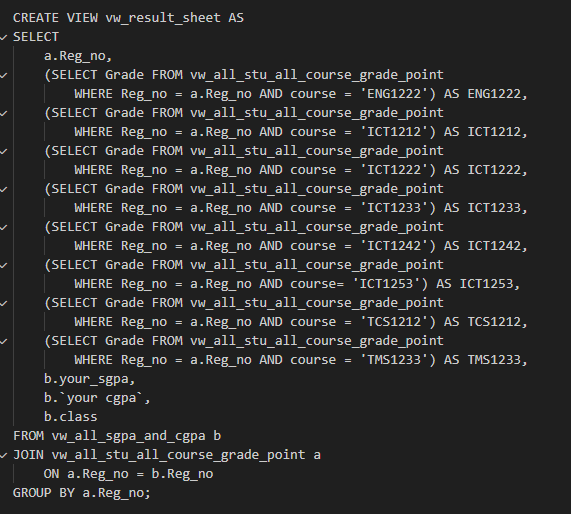 CREATE VIEW vw_result_sheet AS
SELECT
a.Reg_no,
(SELECT Grade FROM vw_all_stu_all_course_grade_point
WHERE Reg_no = a.Reg_no AND course = 'ENG1222') AS ENG1222,
(SELECT Grade FROM vw_all_stu_all_course_grade_point
WHERE Reg_no = a.Reg_no AND course = 'ICT1212') AS ICT1212,
(SELECT Grade FROM vw_all_stu_all_course_grade_point
WHERE Reg_no = a.Reg_no AND course = 'ICT1222') AS ICT1222,
(SELECT Grade FROM vw_all_stu_all_course_grade_point
WHERE Reg_no = a.Reg_no AND course = 'ICT1233') AS ICT1233,
(SELECT Grade FROM vw_all_stu_all_course_grade_point
WHERE Reg_no = a.Reg_no AND course = 'ICT1242') AS ICT1242,
(SELECT Grade FROM vw_all_stu_all_course_grade_point
WHERE Reg_no = a.Reg_no AND course= 'ICT1253') AS ICT1253,
(SELECT Grade FROM vw_all_stu_all_course_grade_point
WHERE Reg_no = a.Reg_no AND course = 'TCS1212') AS TCS1212,
(SELECT Grade FROM vw_all_stu_all_course_grade_point
WHERE Reg_no = a.Reg_no AND course = 'TMS1233') AS TMS1233,
b.your_sgpa,
b.`your cgpa`,
b.class
FROM vw_all_sgpa_and_cgpa b
JOIN vw_all_stu_all_course_grade_point a
ON a.Reg_no = b.Reg_no
GROUP BY a.Reg_no;